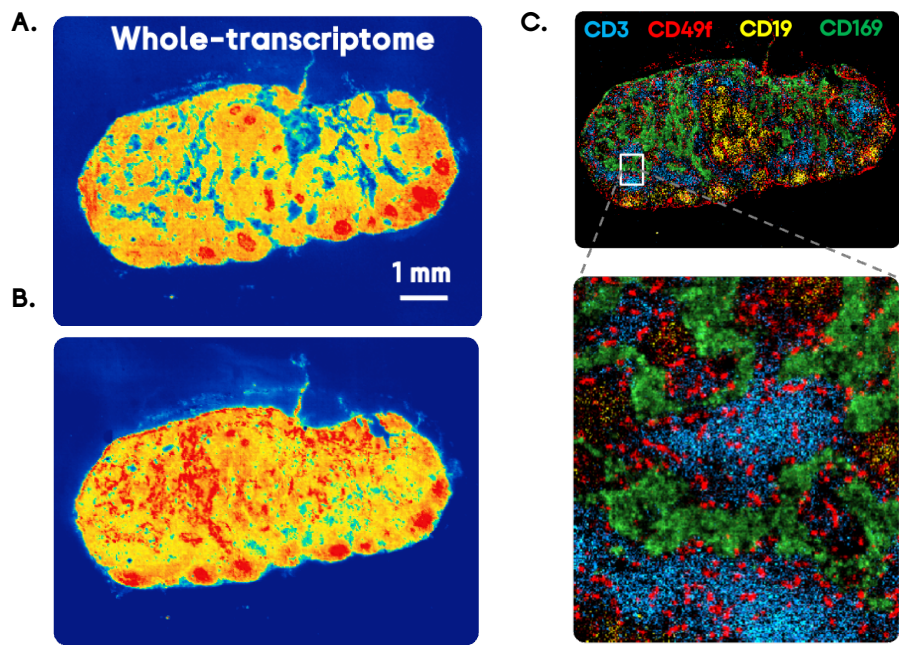 A.
Whole-transcriptome
1 mm
B.
C.
CD3 CD49f CD19 CD169